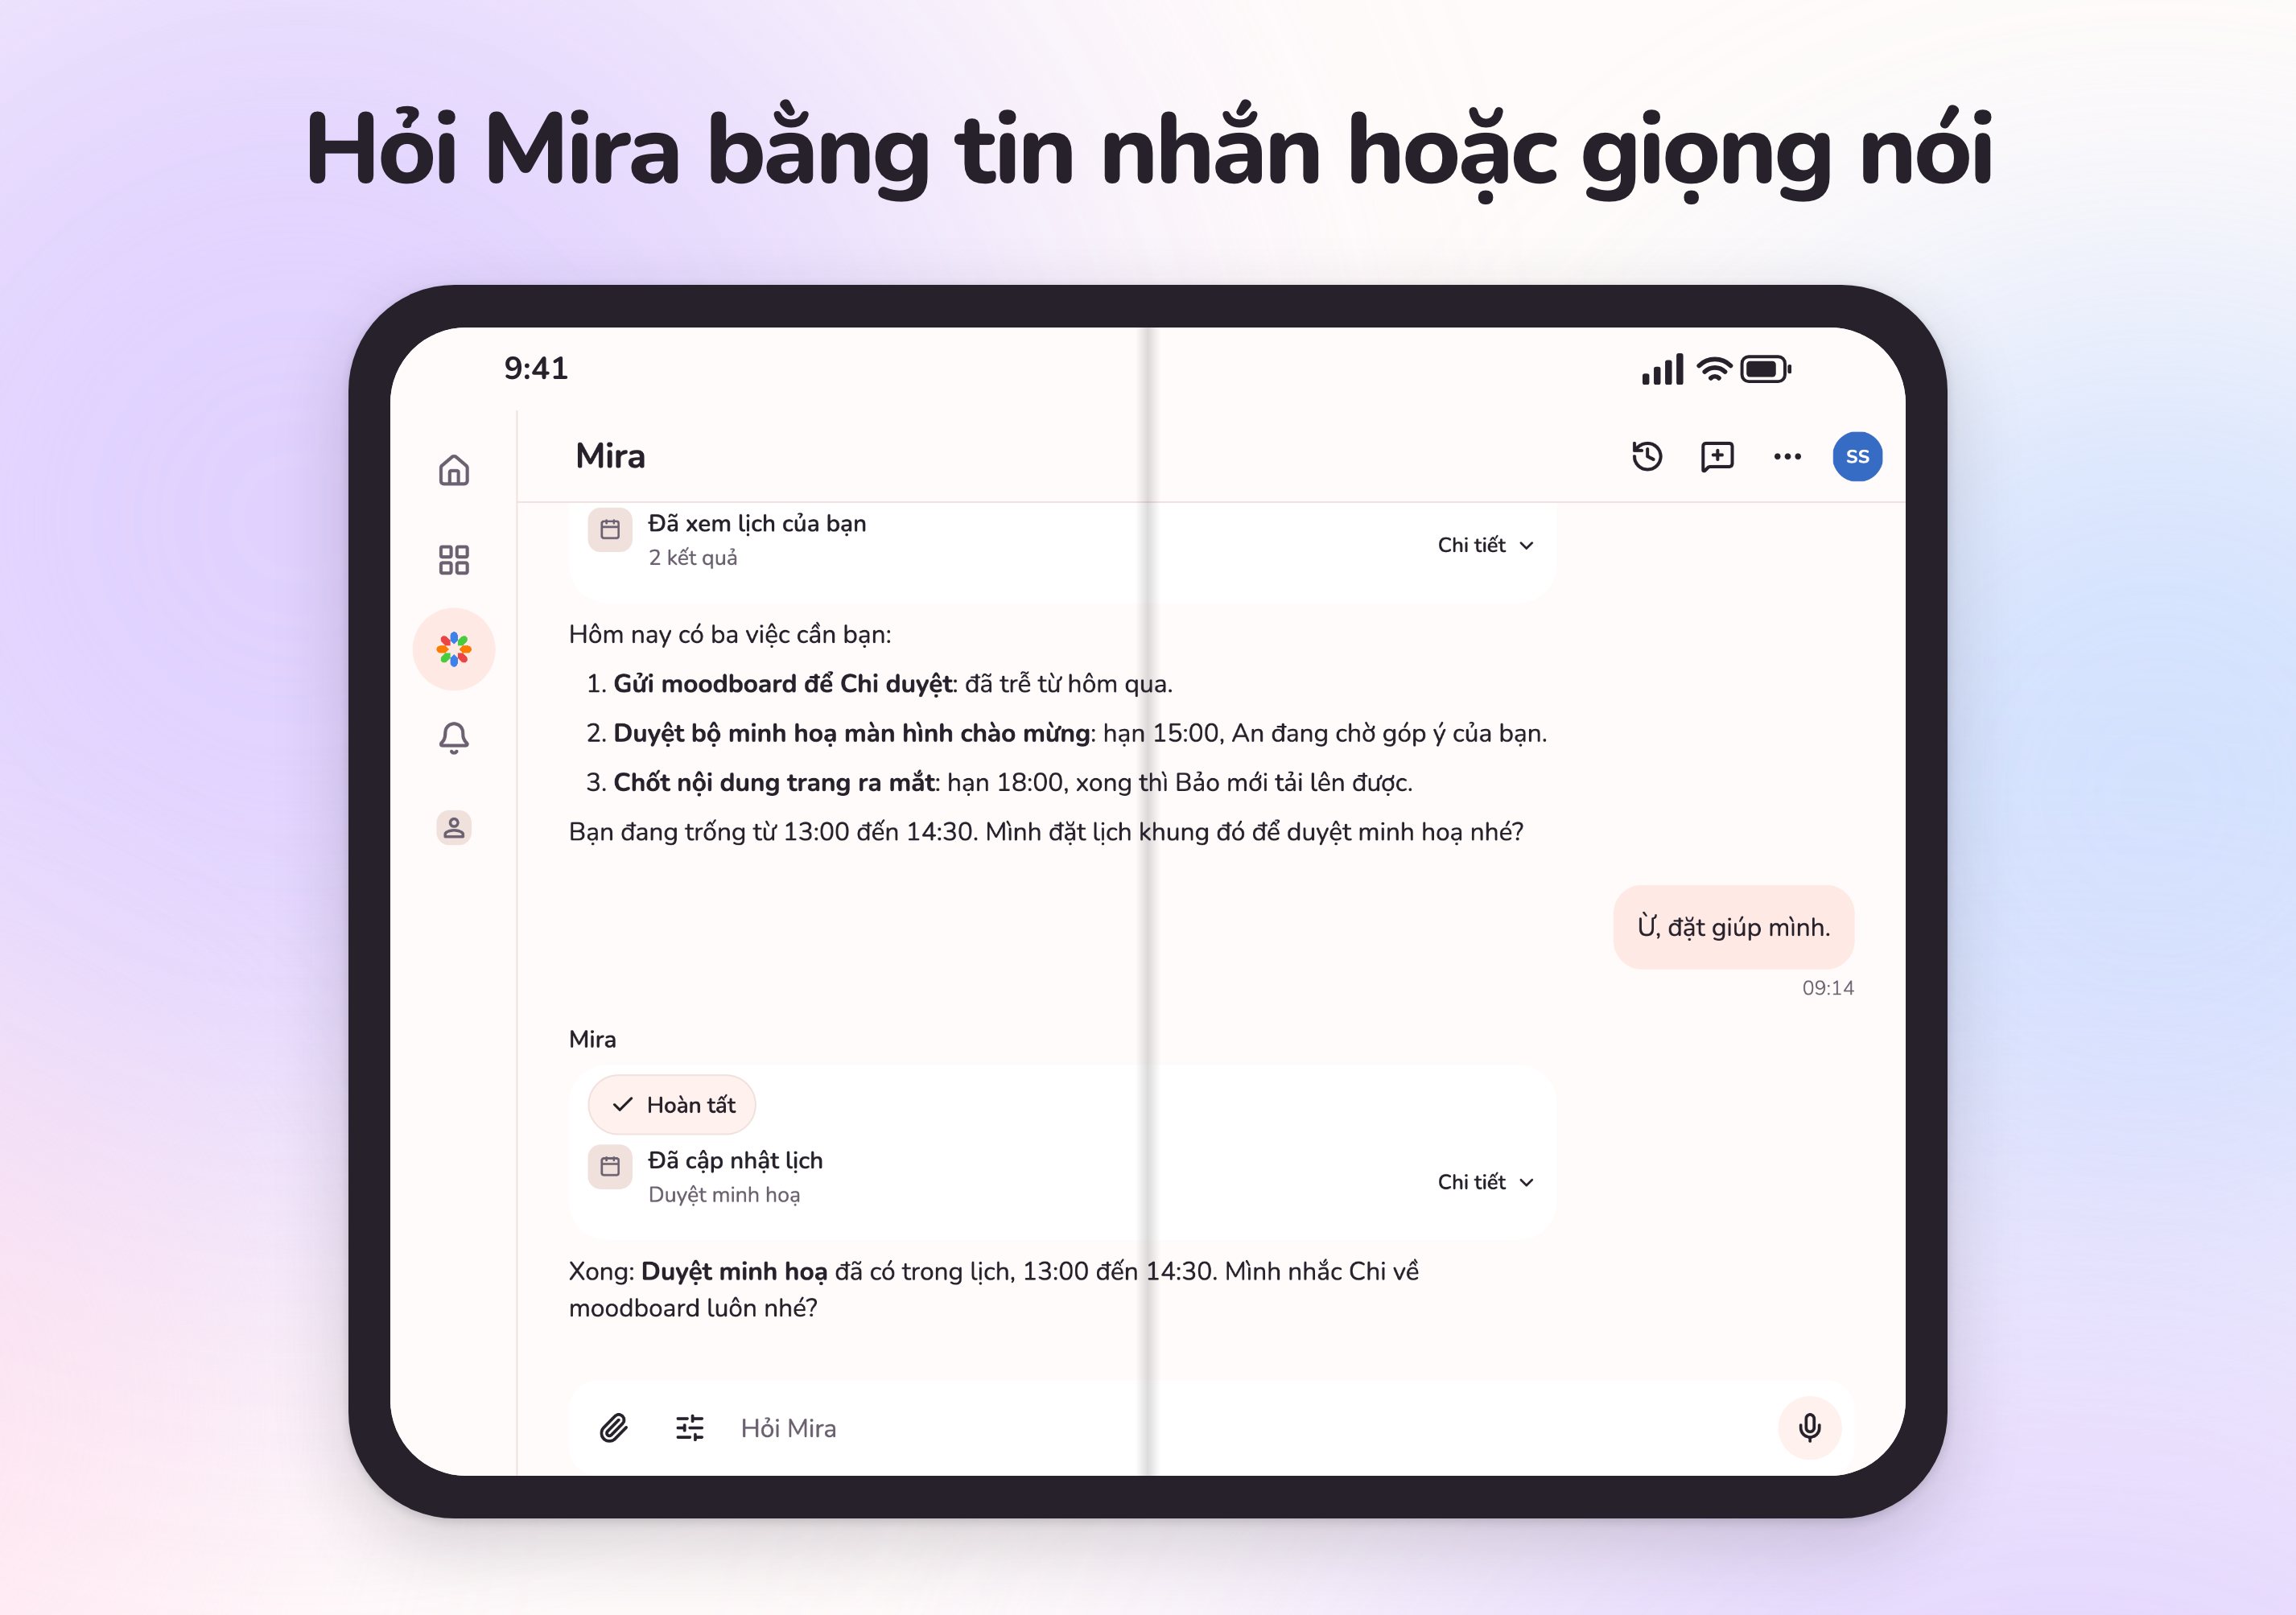 Hỏi Mira bằng tin nhắn hoặc giọng nói
9:41
Mira
SS
Đã xem lịch của bạn
2 kết quả
Chi tiết
Hôm nay có ba việc cần bạn:
1. Gửi moodboard để Chi duyệt: đã trễ từ hôm qua.
2. Duyệt bộ minh hoạ màn hình chào mừng: hạn 15:00, An đang chờ góp ý của bạn.
3. Chốt nội dung trang ra mắt: hạn 18:00, xong thì Bảo mới tải lên được.
Bạn đang trống từ 13:00 đến 14:30. Mình đặt lịch khung đó để duyệt minh hoạ nhé?
Ừ, đặt giúp mình.
09:14
Mira
Hoàn tất
Đã cập nhật lịch
Duyệt minh hoạ
Chi tiết
Xong: Duyệt minh hoạ đã có trong lịch, 13:00 đến 14:30. Mình nhắc Chi về
moodboard luôn nhé?
Hỏi Mira